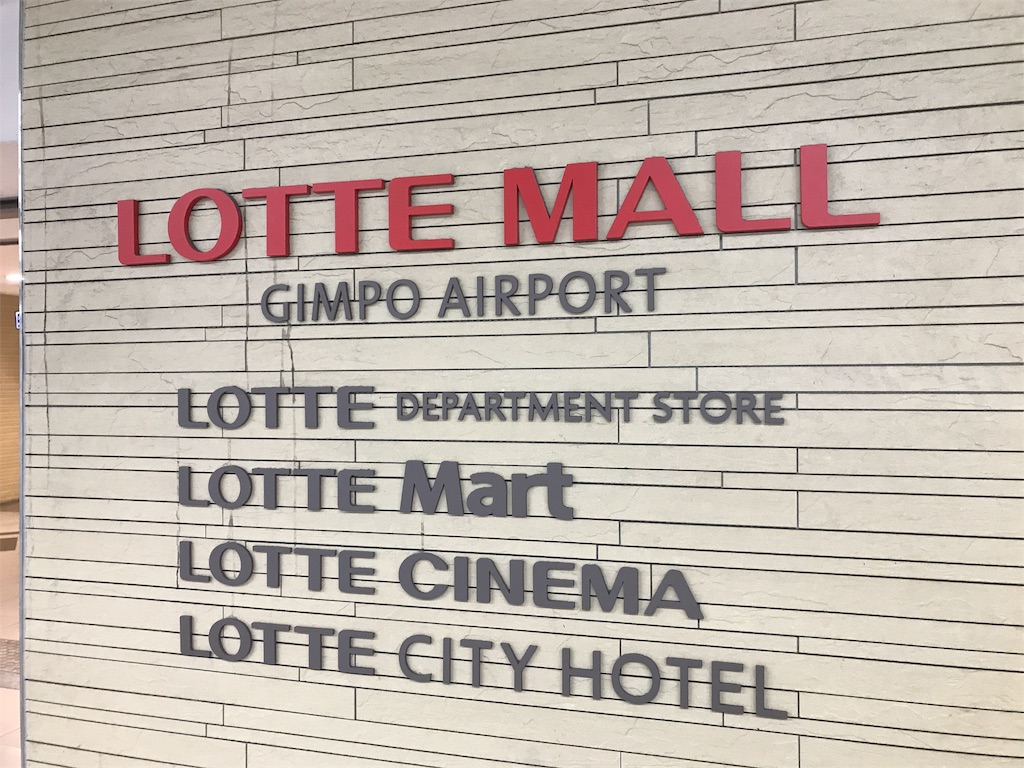 LOTTE MALL
GIMPO AIRPORT
LOTTE DEPARTMENT STORE
LOTTE Mart
LOTTE CINEMA
LOTTE CITY HOTEL